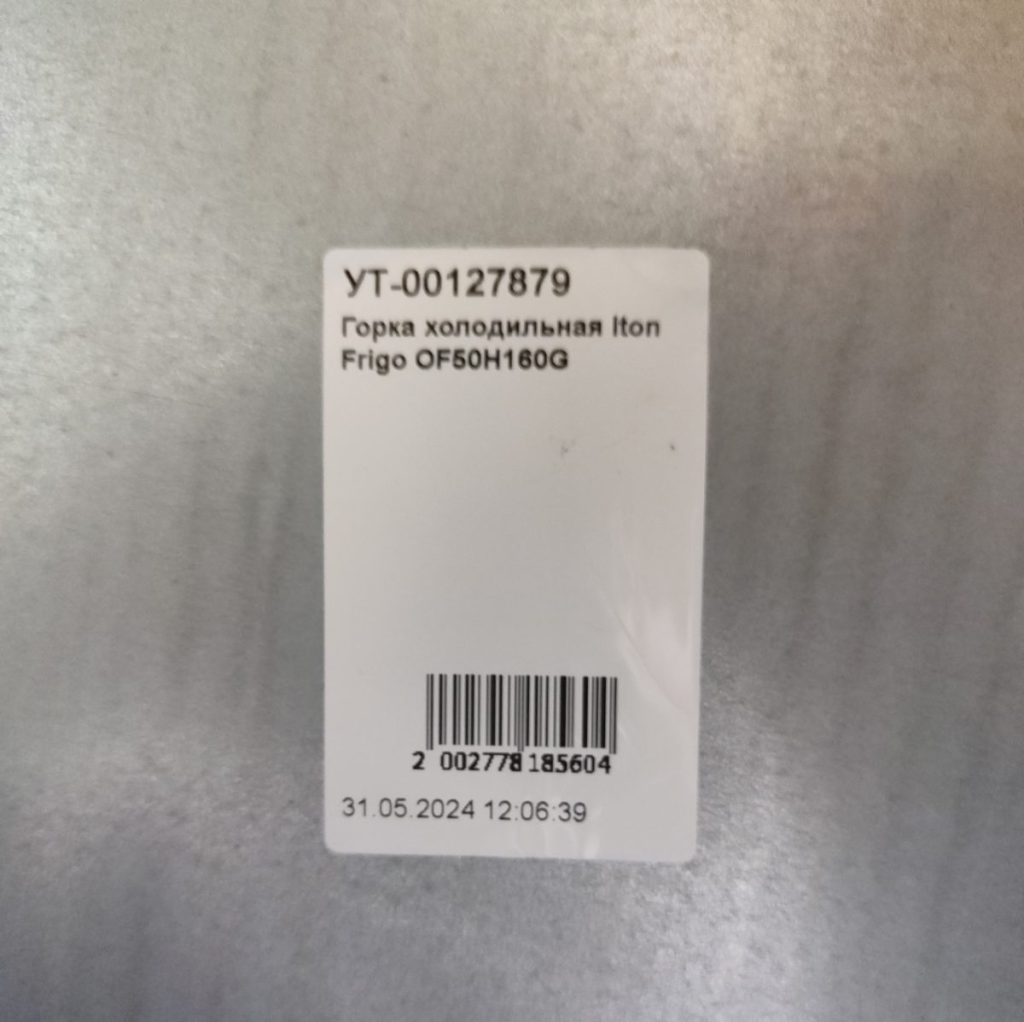 УТ-00127879
Горка холодильная Iton
Frigo OF50H160G
2 002778 185604
31.05.2024 12:06:39